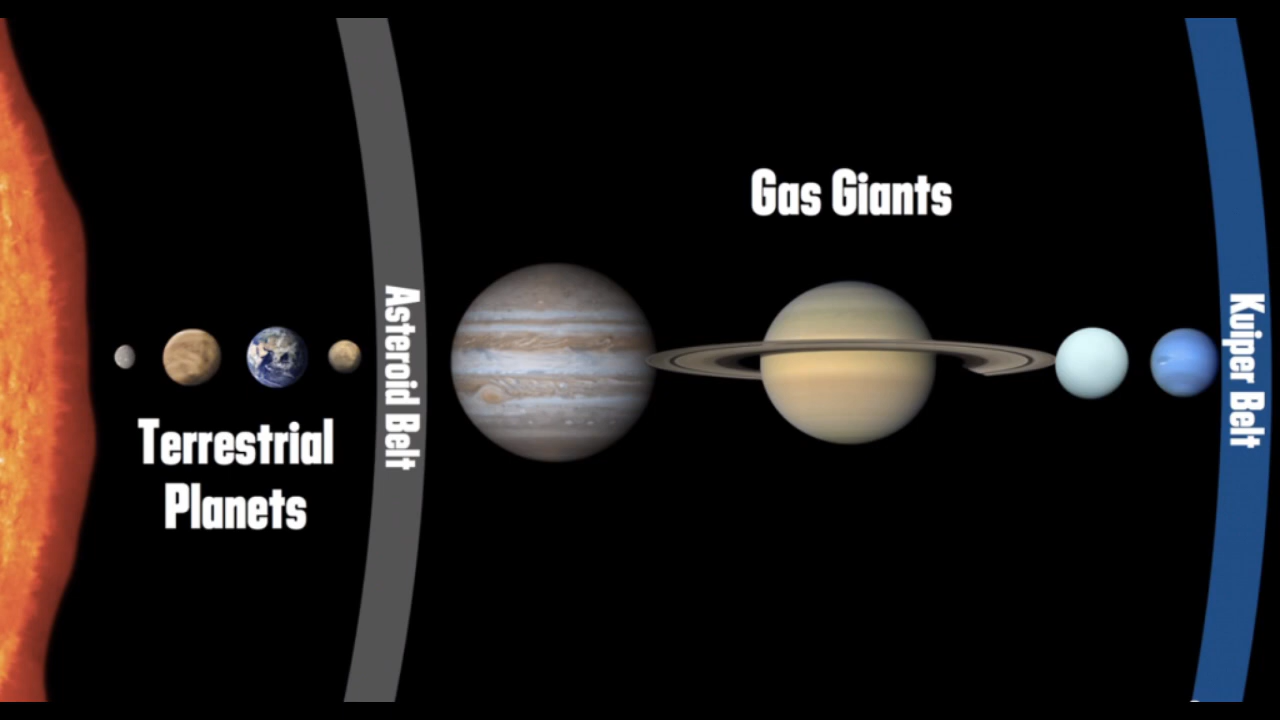 Terrestrial
Planets
Asteroid Belt
Gas Giants
Kuiper Belt